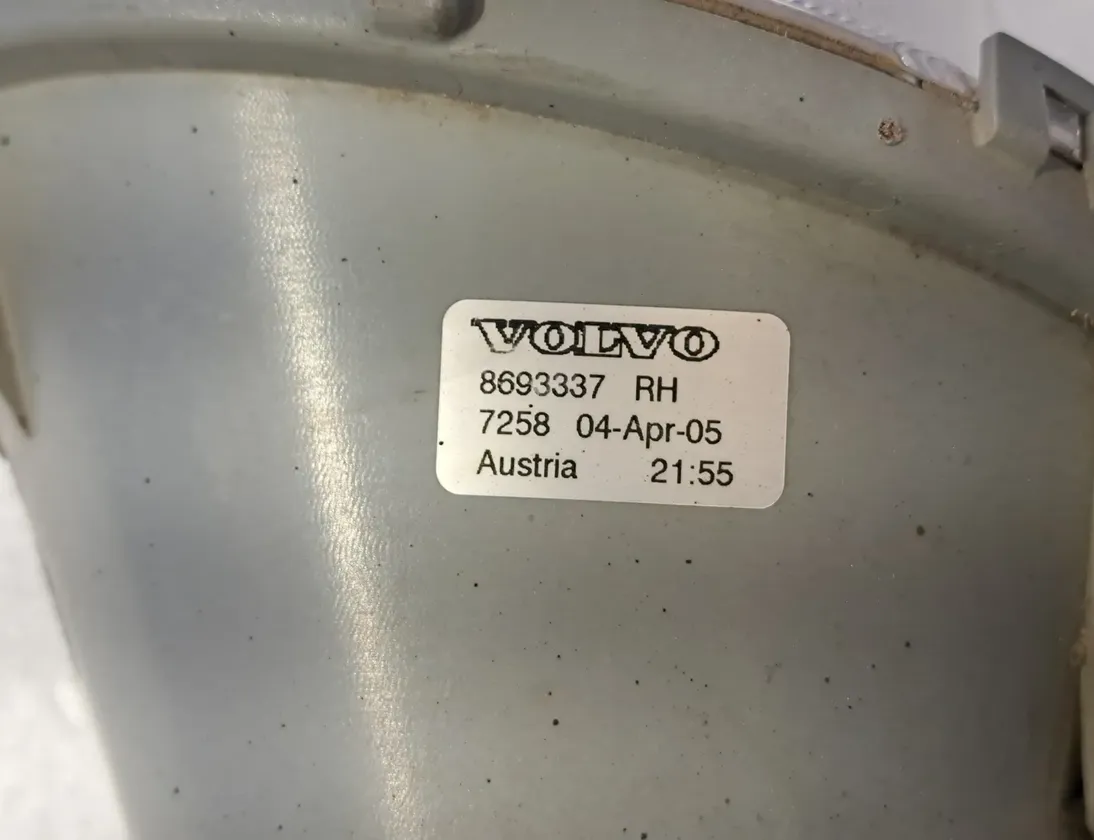 VOLVO
8693337 RH
7258 04-Apr-05
Austria 21:55